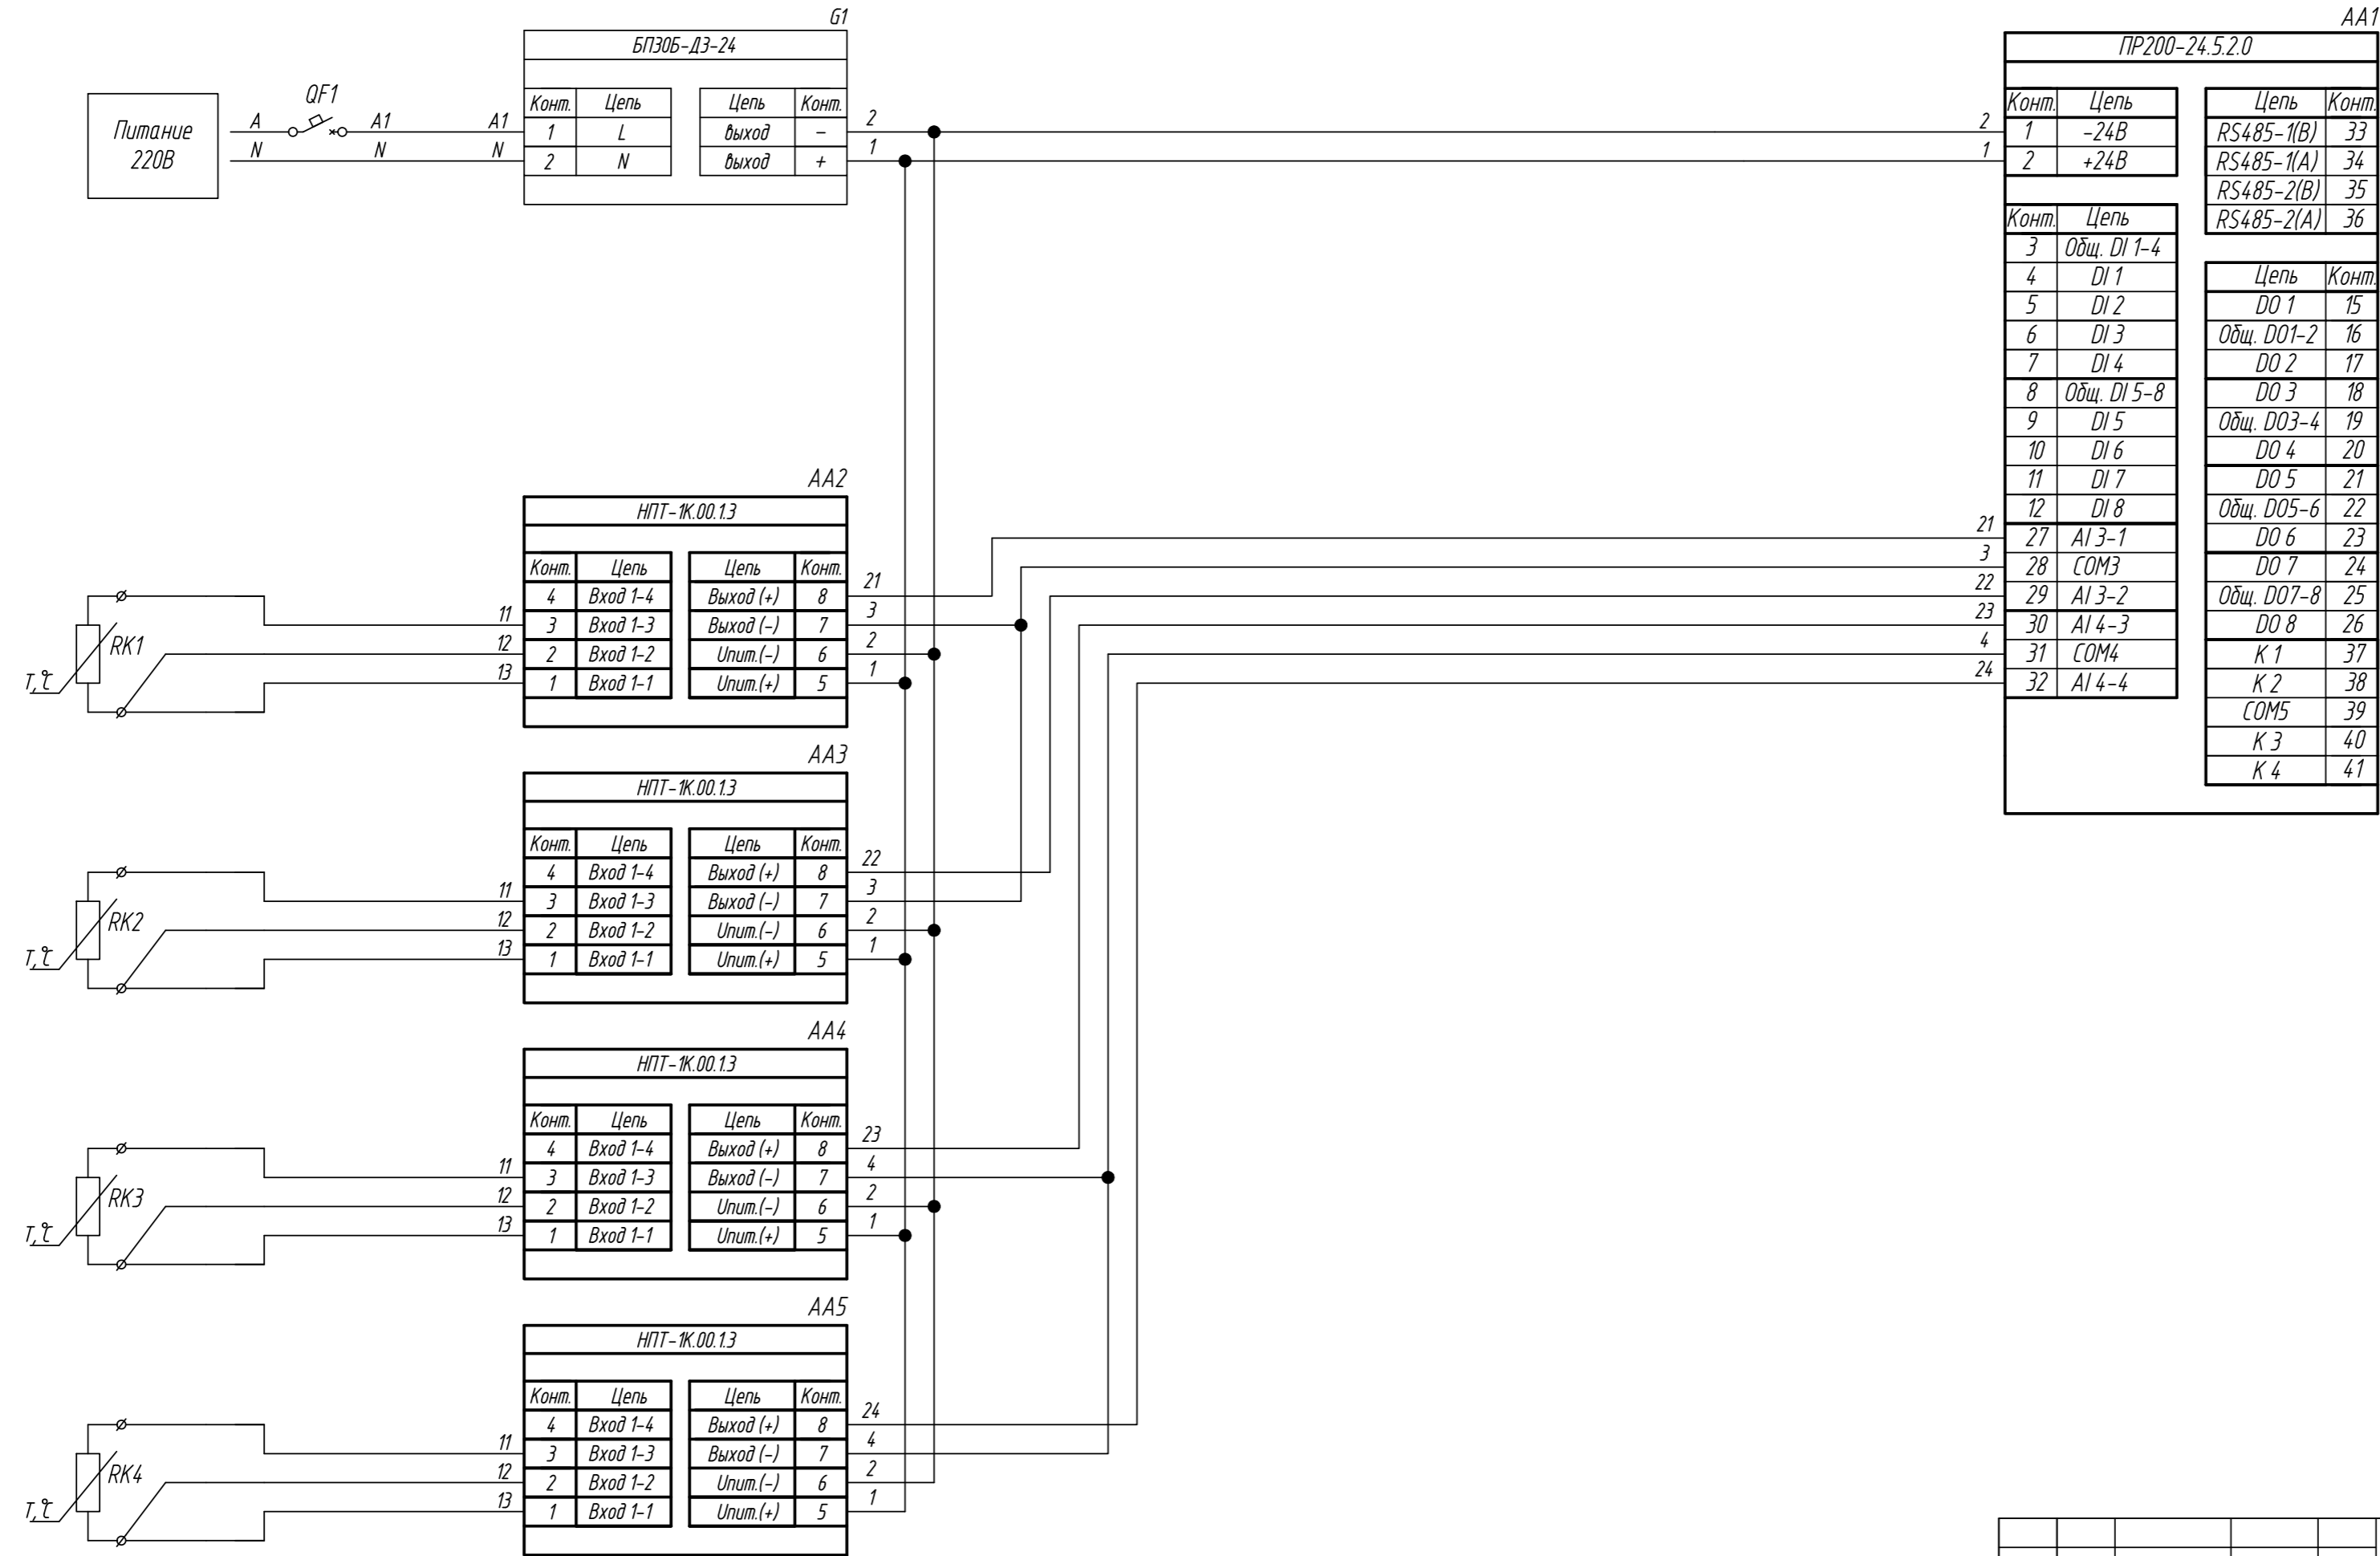 G1
БП30Б-Д3-24
Конт. Цепь Цепь Конт.
1 L выход −
2 N выход +
Питание
220В
QF1
A A1 A1
N N N
2
1
AA1
ПР200-24.5.2.0
2
1
Конт. Цепь
1 -24В
2 +24В
Цепь Конт.
RS485-1(B) 33
RS485-1(A) 34
RS485-2(B) 35
RS485-2(A) 36
Конт. Цепь
3 Общ. DI 1-4
4 DI 1
5 DI 2
6 DI 3
7 DI 4
8 Общ. DI 5-8
9 DI 5
10 DI 6
11 DI 7
12 DI 8
21 27 AI 3-1
3 28 COM3
22 29 AI 3-2
23 30 AI 4-3
4 31 COM4
24 32 AI 4-4
Цепь Конт.
DO 1 15
Общ. DO1-2 16
DO 2 17
DO 3 18
Общ. DO3-4 19
DO 4 20
DO 5 21
Общ. DO5-6 22
DO 6 23
DO 7 24
Общ. DO7-8 25
DO 8 26
K 1 37
K 2 38
COM5 39
K 3 40
K 4 41
AA2
НПТ-1К.00.1.3
Конт. Цепь Цепь Конт.
4 Вход 1-4 Выход (+) 8 21
11 3 Вход 1-3 Выход (-) 7 3
12 2 Вход 1-2 Uпит.(-) 6 2
13 1 Вход 1-1 Uпит.(+) 5 1
RK1
T,℃
AA3
НПТ-1К.00.1.3
Конт. Цепь Цепь Конт.
4 Вход 1-4 Выход (+) 8 22
11 3 Вход 1-3 Выход (-) 7 3
12 2 Вход 1-2 Uпит.(-) 6 2
13 1 Вход 1-1 Uпит.(+) 5 1
RK2
T,℃
AA4
НПТ-1К.00.1.3
Конт. Цепь Цепь Конт.
4 Вход 1-4 Выход (+) 8 23
11 3 Вход 1-3 Выход (-) 7 4
12 2 Вход 1-2 Uпит.(-) 6 2
13 1 Вход 1-1 Uпит.(+) 5 1
RK3
T,℃
AA5
НПТ-1К.00.1.3
Конт. Цепь Цепь Конт.
4 Вход 1-4 Выход (+) 8 24
11 3 Вход 1-3 Выход (-) 7 4
12 2 Вход 1-2 Uпит.(-) 6 2
13 1 Вход 1-1 Uпит.(+) 5 1
RK4
T,℃